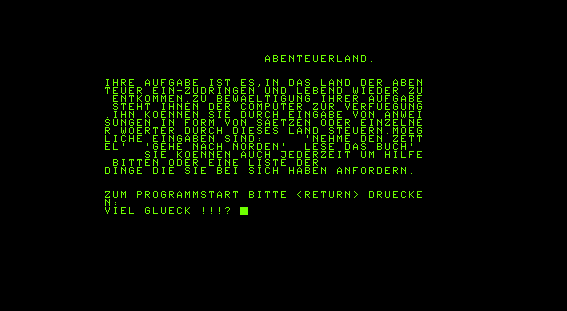 ABENTEUERLAND.
IHRE AUFGABE IST ES,IN DAS LAND DER ABEN
TEUER EIN-ZUDRINGEN UND LEBEND WIEDER ZU
ENTKOMMEN.ZU BEWAELTIGUNG IHRER AUFGABE
STEHT IHNEN DER COMPUTER ZUR VERFUEGUNG
.IHN KOENNEN SIE DURCH EINGABE VON ANWEI
SUNGEN IN FORM VON SAETZEN ODER EINZELNE
R WOERTER DURCH DIESES LAND STEUERN.MOEG
LICHE EINGABEN SIND: 'NEHME DEN ZETT
EL' 'GEHE NACH NORDEN' LESE DAS BUCH'
SIE KOENNEN AUCH JEDERZEIT UM HILFE
BITTEN ODER EINE LISTE DER
DINGE DIE SIE BEI SICH HABEN ANFORDERN.
ZUM PROGRAMMSTART BITTE <RETURN> DRUECKE
N.
VIEL GLUECK !!!?